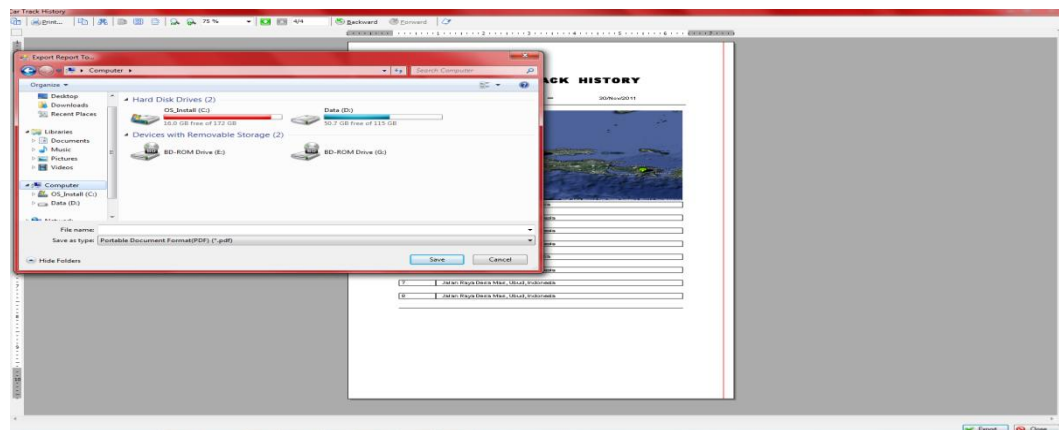 Car Track History
Print... 75 % 4/4 Backward Forward
Export Report To...
Computer
Search Computer
Organize
Desktop
Downloads
Recent Places
Libraries
Documents
Music
Pictures
Videos
Computer
OS_Install (C:)
Data (D:)
Hard Disk Drives (2)
OS_Install (C:) Data (D:)
18.0 GB free of 172 GB 50.7 GB free of 115 GB
Devices with Removable Storage (2)
BD-ROM Drive (E:) BD-ROM Drive (G:)
File name:
Save as type: Portable Document Format(PDF) (*.pdf)
Hide Folders Save Cancel
ACK HISTORY
30/Nov/2011
7 Jalan Raya Desa Mas, Ubud, Indonesia
8 Jalan Raya Desa Mas, Ubud, Indonesia
Export Close